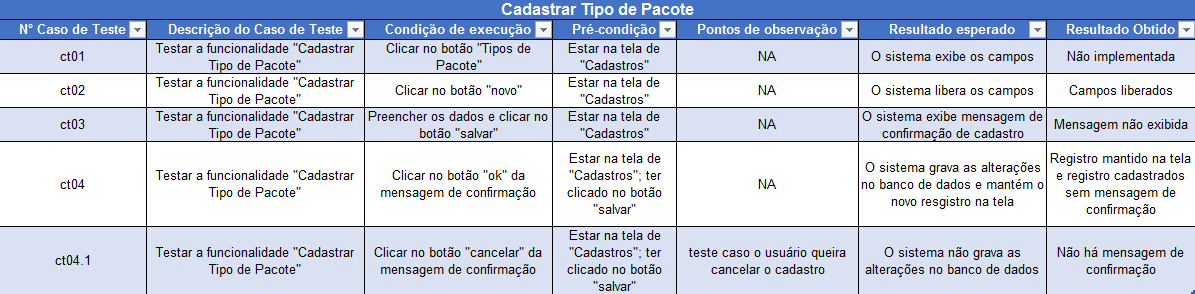 Cadastrar Tipo de Pacote
N° Caso de Teste Descrição do Caso de Teste Condição de execução Pré-condição Pontos de observação Resultado esperado Resultado Obtido
ct01
Testar a funcionalidade "Cadastrar
Tipo de Pacote"
Clicar no botão "Tipos de
Pacote"
Estar na tela de
"Cadastros"
NA
O sistema exibe os campos
Não implementada
ct02
Testar a funcionalidade "Cadastrar
Tipo de Pacote"
Clicar no botão "novo"
Estar na tela de
"Cadastros"
NA
O sistema libera os campos
Campos liberados
ct03
Testar a funcionalidade "Cadastrar
Tipo de Pacote"
Preencher os dados e clicar no
botão "salvar"
Estar na tela de
"Cadastros"
NA
O sistema exibe mensagem de
confirmação de cadastro
Mensagem não exibida
ct04
Testar a funcionalidade "Cadastrar
Tipo de Pacote"
Clicar no botão "ok" da
mensagem de confirmação
Estar na tela de
"Cadastros"; ter
clicado no botão
"salvar"
NA
O sistema grava as alterações
no banco de dados e mantém o
novo resgistro na tela
Registro mantido na tela
e registro cadastrados
sem mensagem de
confirmação
ct04.1
Testar a funcionalidade "Cadastrar
Tipo de Pacote"
Clicar no botão "cancelar" da
mensagem de confirmação
Estar na tela de
"Cadastros"; ter
clicado no botão
"salvar"
teste caso o usuário queira
cancelar o cadastro
O sistema não grava as
alterações no banco de dados
Não há mensagem de
confirmação